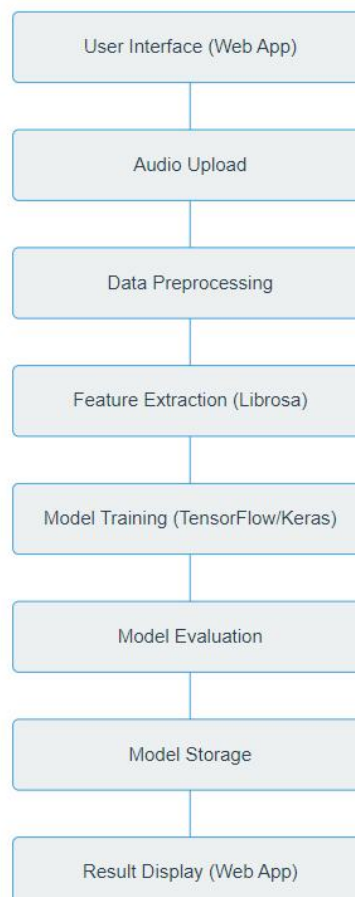 User Interface (Web App)
Audio Upload
Data Preprocessing
Feature Extraction (Librosa)
Model Training (TensorFlow/Keras)
Model Evaluation
Model Storage
Result Display (Web App)